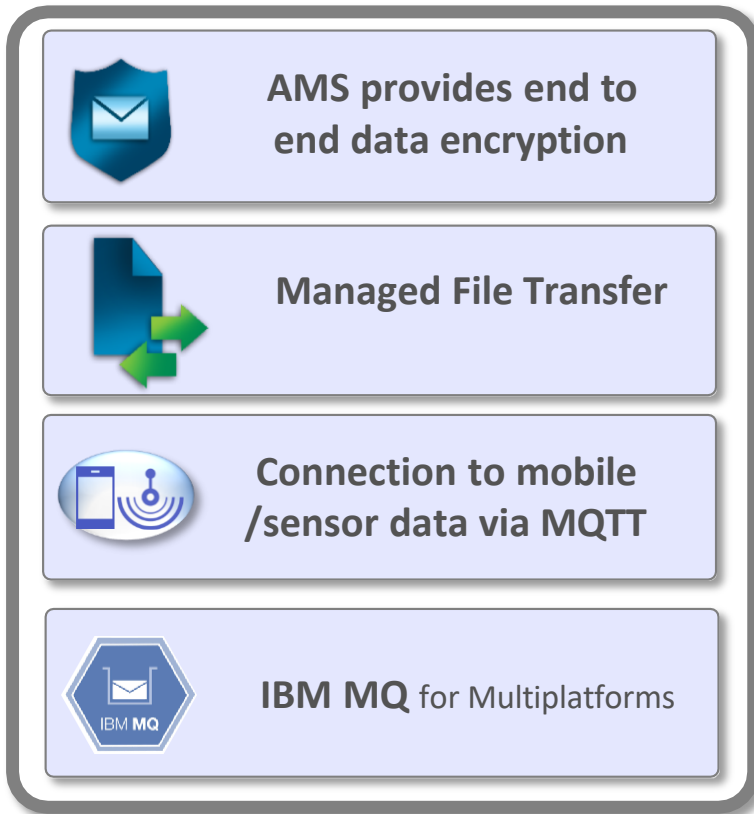 AMS provides end to
end data encryption
Managed File Transfer
Connection to mobile
/sensor data via MQTT
IBM MQ
IBM MQ for Multiplatforms